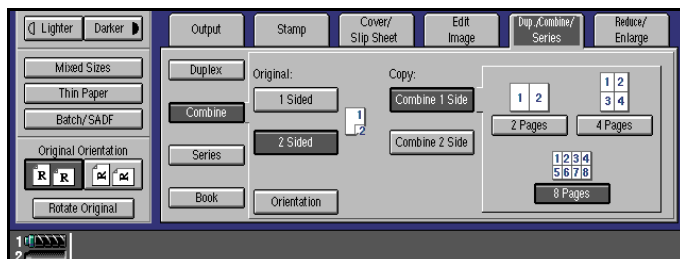 Lighter
Darker
Mixed Sizes
Thin Paper
Batch/SADF
Original Orientation
R R
R R
Rotate Original
Output
Stamp
Cover/
Slip Sheet
Edit
Image
Dup./Combine/
Series
Reduce/
Enlarge
Duplex
Combine
Series
Book
Original:
1 Sided
2 Sided
1
2
Orientation
Copy:
Combine 1 Side
Combine 2 Side
1 2
2 Pages
1 2
3 4
4 Pages
1 2 3 4
5 6 7 8
8 Pages
1
2